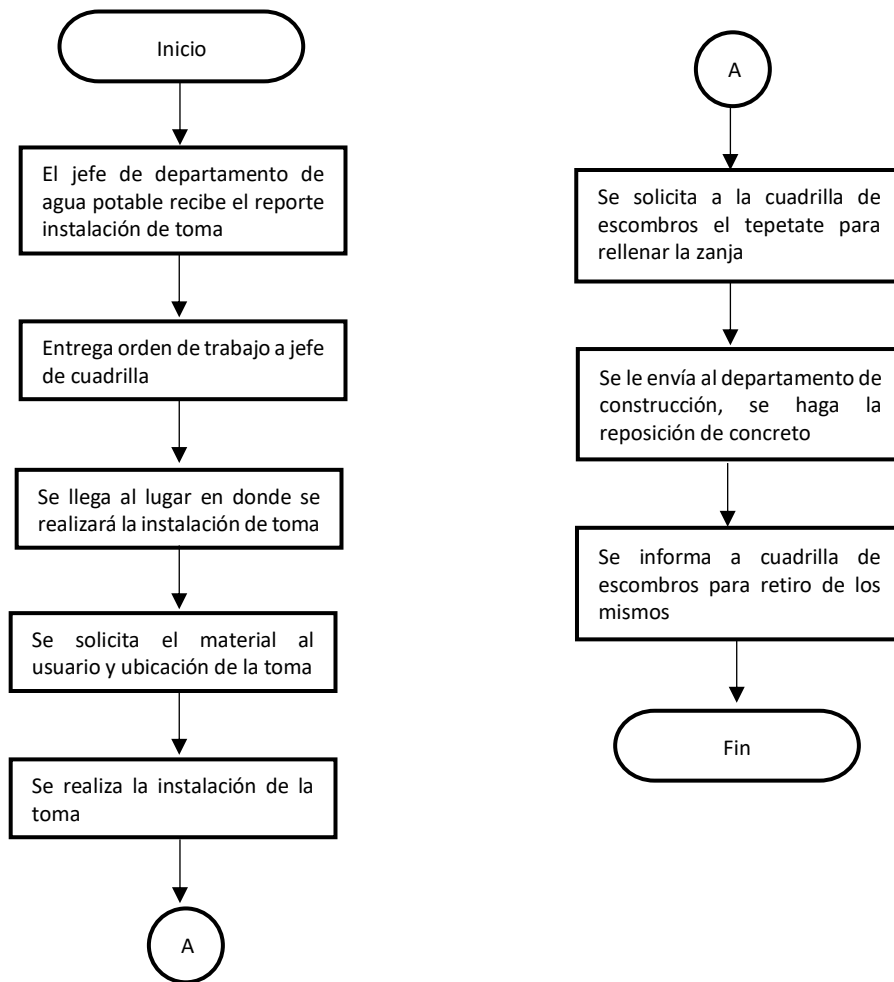 Inicio
El jefe de departamento de
agua potable recibe el reporte
instalación de toma
Entrega orden de trabajo a jefe
de cuadrilla
Se llega al lugar en donde se
realizará la instalación de toma
Se solicita el material al
usuario y ubicación de la toma
Se realiza la instalación de la
toma
A
A
Se solicita a la cuadrilla de
escombros el tepetate para
rellenar la zanja
Se le envía al departamento de
construcción, se haga la
reposición de concreto
Se informa a cuadrilla de
escombros para retiro de los
mismos
Fin